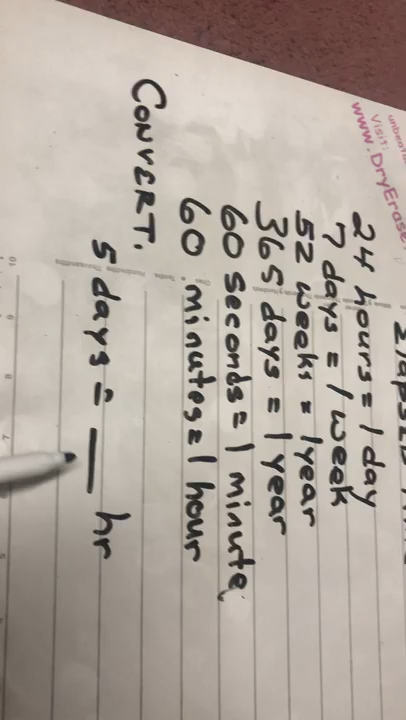 Visit:
www.DryErase
24 hours = 1 day
7 days = 1 week
52 weeks = 1 year
365 days = 1 year
60 seconds = 1 minute
60 minutes = 1 hour
CONVERT.
5 days = __ hr